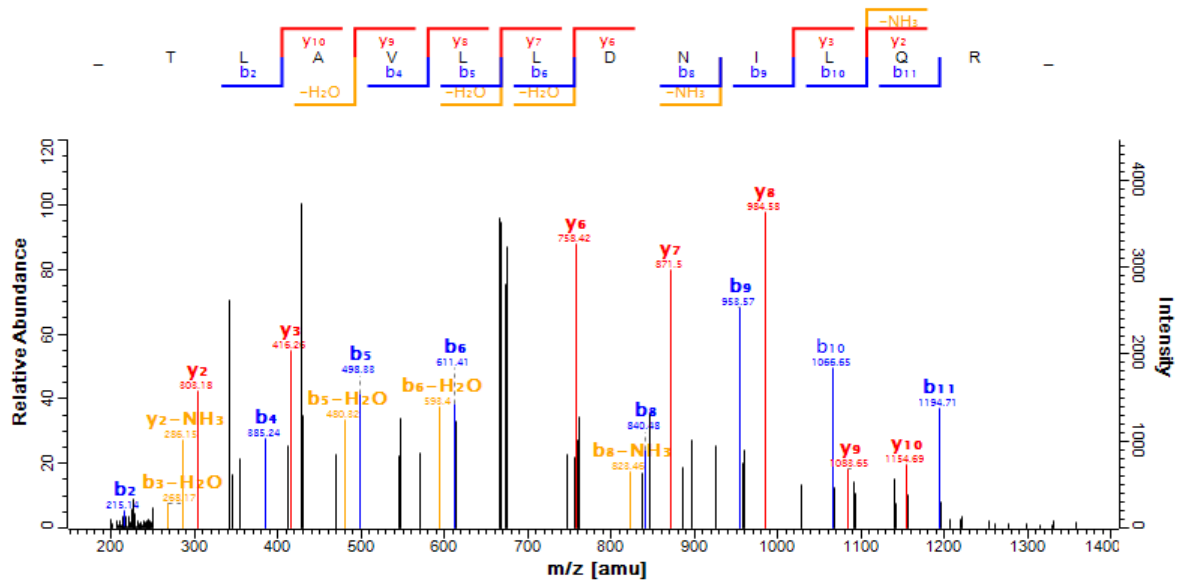 −NH₃
y₁₀ y₉ y₈ y₇ y₆ y₃ y₂
_ T L A V L L D N I L Q R _
b₂ b₄ b₅ b₆ b₈ b₉ b₁₀ b₁₁
−H₂O −H₂O −H₂O −NH₃
120
100
80
60
40
20
0
Relative Abundance
4000
3000
2000
1000
0
Intensity
y₈
984.58
y₆
758.42
y₇
871.5
b₉
953.57
y₃
416.26
b₅
498.33
b₆
611.41
b₁₀
1066.65
y₂
303.18
b₅−H₂O
480.32
b₆−H₂O
593.4
b₁₁
1194.71
y₂−NH₃
286.15
b₄
385.24
b₈
840.48
b₈−NH₃
823.46
y₉
1083.65
y₁₀
1154.69
b₃−H₂O
268.17
b₂
215.14
200 300 400 500 600 700 800 900 1000 1100 1200 1300 1400
m/z [amu]